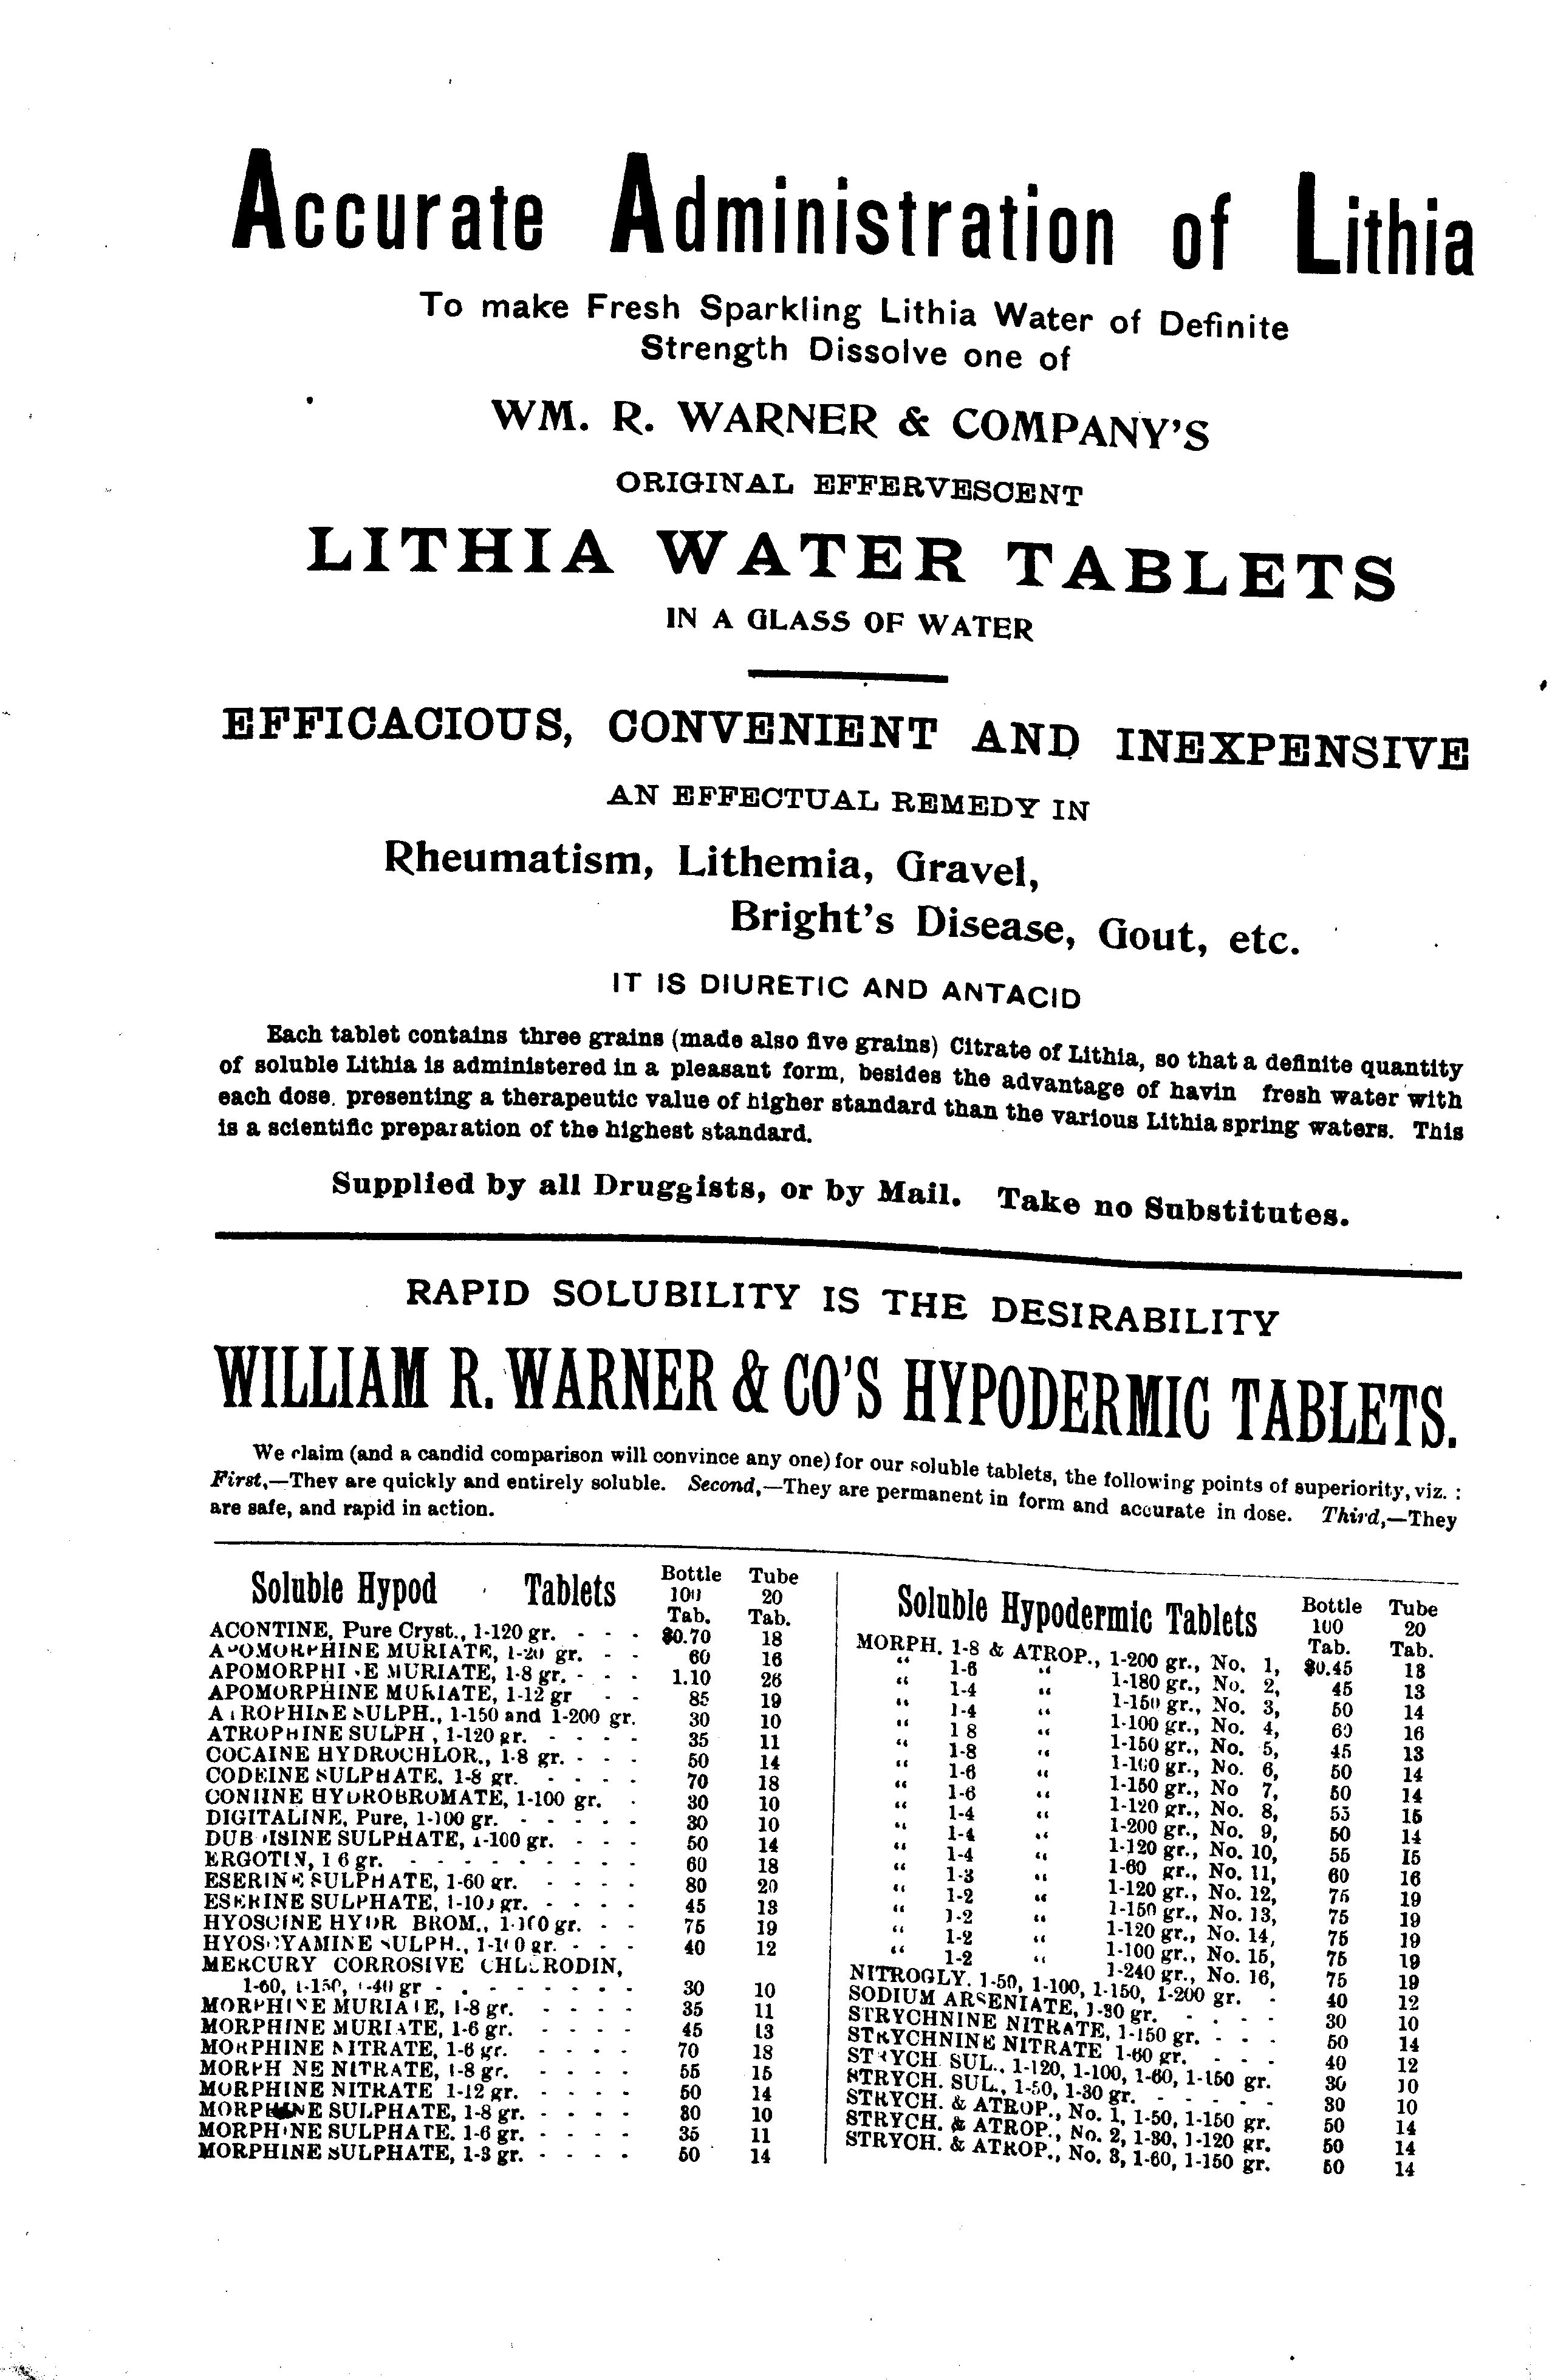 Accurate Administration of Lithia
To make Fresh Sparkling Lithia Water of Definite
Strength Dissolve one of
WM. R. WARNER & COMPANY'S
ORIGINAL EFFERVESCENT
LITHIA WATER TABLETS
IN A GLASS OF WATER
EFFICACIOUS, CONVENIENT AND INEXPENSIVE
AN EFFECTUAL REMEDY IN
Rheumatism, Lithemia, Gravel,
Bright's Disease, Gout, etc.
IT IS DIURETIC AND ANTACID
Each tablet contains three grains (made also five grains) Citrate of Lithia, so that a definite quantity
of soluble Lithia is administered in a pleasant form, besides the advantage of havin fresh water with
each dose. presenting a therapeutic value of higher standard than the various Lithia spring waters. This
is a scientific preparation of the highest standard.
Supplied by all Druggists, or by Mail. Take no Substitutes.
RAPID SOLUBILITY IS THE DESIRABILITY
WILLIAM R. WARNER & CO'S HYPODERMIC TABLETS.
We claim (and a candid comparison will convince any one) for our soluble tablets, the following points of superiority, viz. :
First,—They are quickly and entirely soluble. Second,—They are permanent in form and accurate in dose. Third,—They
are safe, and rapid in action.
Soluble Hypod Tablets Bottle 100 Tab. Tube 20 Tab.
ACONTINE, Pure Cryst., 1-120 gr. - - - $0.70 18
APOMORPHINE MURIATE, 1-20 gr. - - 60 16
APOMORPHI E MURIATE, 1-8 gr. - - - 1.10 26
APOMORPHINE MURIATE, 1-12 gr - - 85 19
ATROPHINE SULPH., 1-150 and 1-200 gr. 30 10
ATROPHINE SULPH , 1-120 gr. - - - - - 35 11
COCAINE HYDROCHLOR., 1-8 gr. - - - 50 14
CODEINE SULPHATE. 1-8 gr. - - - - 70 18
CONIINE HYDROBROMATE, 1-100 gr. - 30 10
DIGITALINE, Pure, 1-100 gr. - - - - - 30 10
DUB ISINE SULPHATE, 1-100 gr. - - - 50 14
ERGOTIN, 1 6 gr. - - - - - - - - - 60 18
ESERINE SULPHATE, 1-60 gr. - - - - 80 20
ESERINE SULPHATE, 1-100 gr. - - - - 45 13
HYOSCINE HYDR BROM., 1-100 gr. - - 75 19
HYOSCYAMINE SULPH., 1-100 gr. - - - 40 12
MERCURY CORROSIVE CHLORODIN,
1-60, 1-150, 1-40 gr - - - - - - - - 30 10
MORPHINE MURIATE, 1-8 gr. - - - - 35 11
MORPHINE MURIATE, 1-6 gr. - - - - 45 13
MORPHINE NITRATE, 1-6 gr. - - - - 70 18
MORPH NE NITRATE, 1-8 gr. - - - - 55 15
MORPHINE NITRATE 1-12 gr. - - - - 50 14
MORPHINE SULPHATE, 1-8 gr. - - - - 30 10
MORPHINE SULPHATE. 1-6 gr. - - - - 35 11
MORPHINE SULPHATE, 1-3 gr. - - - - 50 14
Soluble Hypodermic Tablets Bottle 100 Tab. Tube 20 Tab.
MORPH. 1-8 & ATROP., 1-200 gr., No. 1, $0.45 13
“ 1-6 “ 1-180 gr., No. 2, 45 13
“ 1-4 “ 1-150 gr., No. 3, 50 14
“ 1-4 “ 1-100 gr., No. 4, 60 16
“ 1 8 “ 1-150 gr., No. 5, 45 13
“ 1-8 “ 1-100 gr., No. 6, 50 14
“ 1-6 “ 1-150 gr., No 7, 50 14
“ 1-6 “ 1-120 gr., No. 8, 55 15
“ 1-4 “ 1-200 gr., No. 9, 50 14
“ 1-4 “ 1-120 gr., No. 10, 55 15
“ 1-4 “ 1-60 gr., No. 11, 60 16
“ 1-3 “ 1-120 gr., No. 12, 75 19
“ 1-2 “ 1-150 gr., No. 13, 75 19
“ 1-2 “ 1-120 gr., No. 14, 75 19
“ 1-2 “ 1-100 gr., No. 15, 75 19
“ 1-2 “ 1-240 gr., No. 16, 75 19
NITROGLY. 1-50, 1-100, 1-150, 1-200 gr. - 40 12
SODIUM ARSENIATE, 1-30 gr. - - - - 30 10
STRYCHNINE NITRATE, 1-150 gr. - - - 50 14
STRYCHNINE NITRATE 1-60 gr. - - - 40 12
STRYCH. SUL., 1-120, 1-100, 1-60, 1-150 gr. 30 10
STRYCH. SUL., 1-50, 1-30 gr. - - - - - 30 10
STRYCH. & ATROP., No. 1, 1-50, 1-150 gr. 50 14
STRYCH. & ATROP., No. 2, 1-30, 1-120 gr. 50 14
STRYCH. & ATROP., No. 3, 1-60, 1-150 gr. 50 14